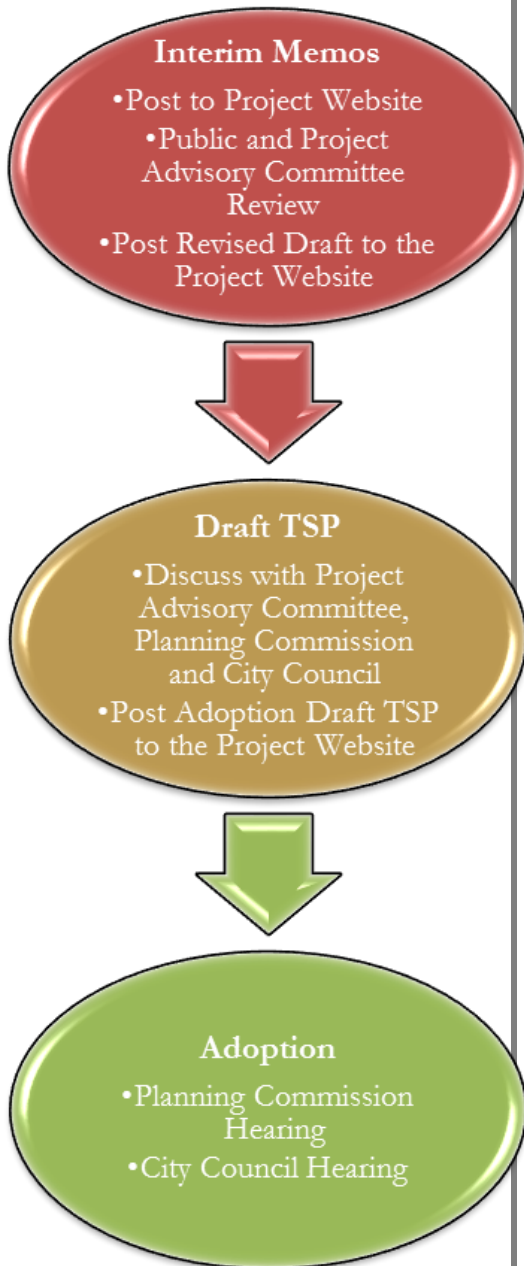 Interim Memos
•Post to Project Website
•Public and Project
Advisory Committee
Review
•Post Revised Draft to the
Project Website
Draft TSP
•Discuss with Project
Advisory Committee,
Planning Commission
and City Council
•Post Adoption Draft TSP
to the Project Website
Adoption
•Planning Commission
Hearing
•City Council Hearing